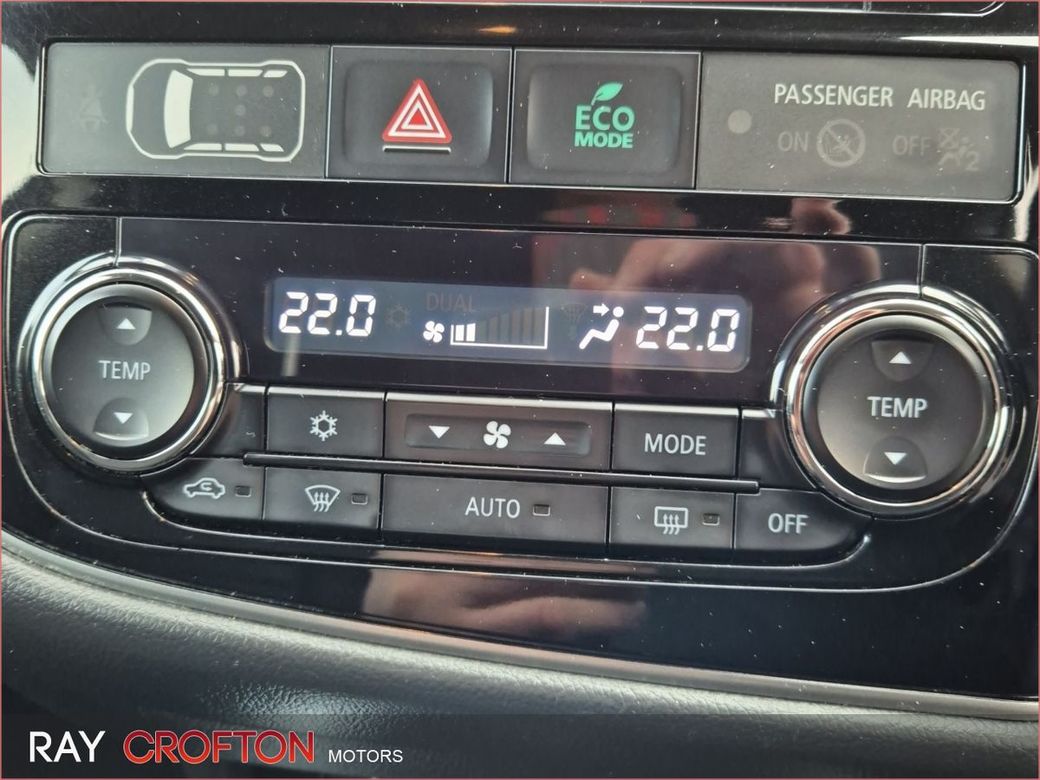 ECO
MODE
PASSENGER AIRBAG
ON OFF 2
DUAL
22.0 22.0
TEMP
TEMP
MODE
AUTO
OFF
RAY CROFTON MOTORS